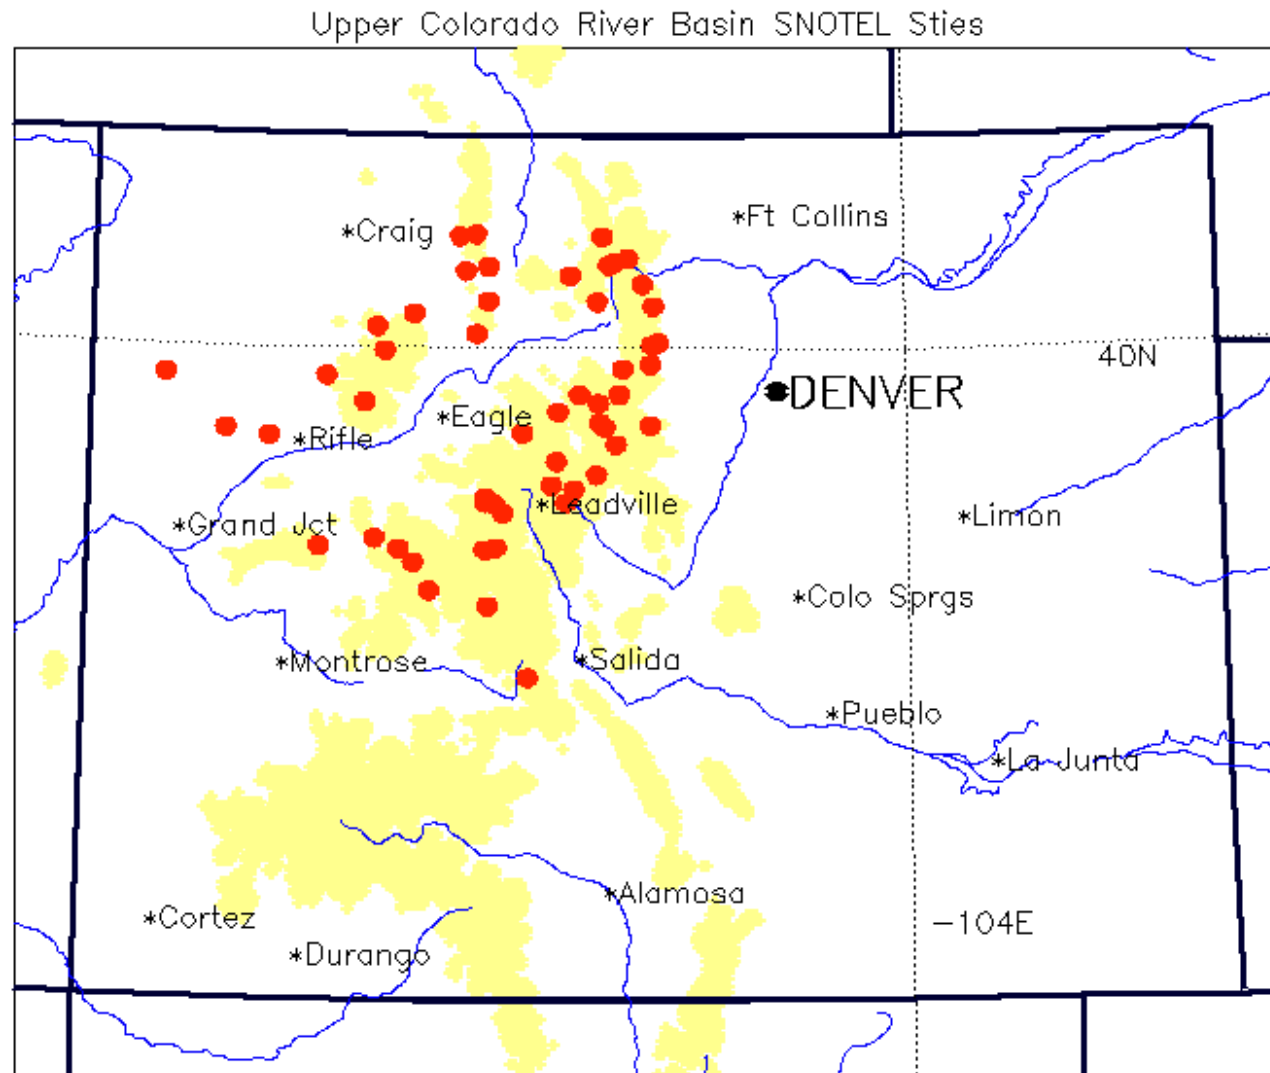 Upper Colorado River Basin SNOTEL Sties
*Ft Collins
*Craig
40N
DENVER
*Eagle
*Rifle
*Leadville
*Limon
*Grand Jct
*Colo Sprgs
*Salida
*Montrose
*Pueblo
*La Junta
*Alamosa
*Cortez
-104E
*Durango